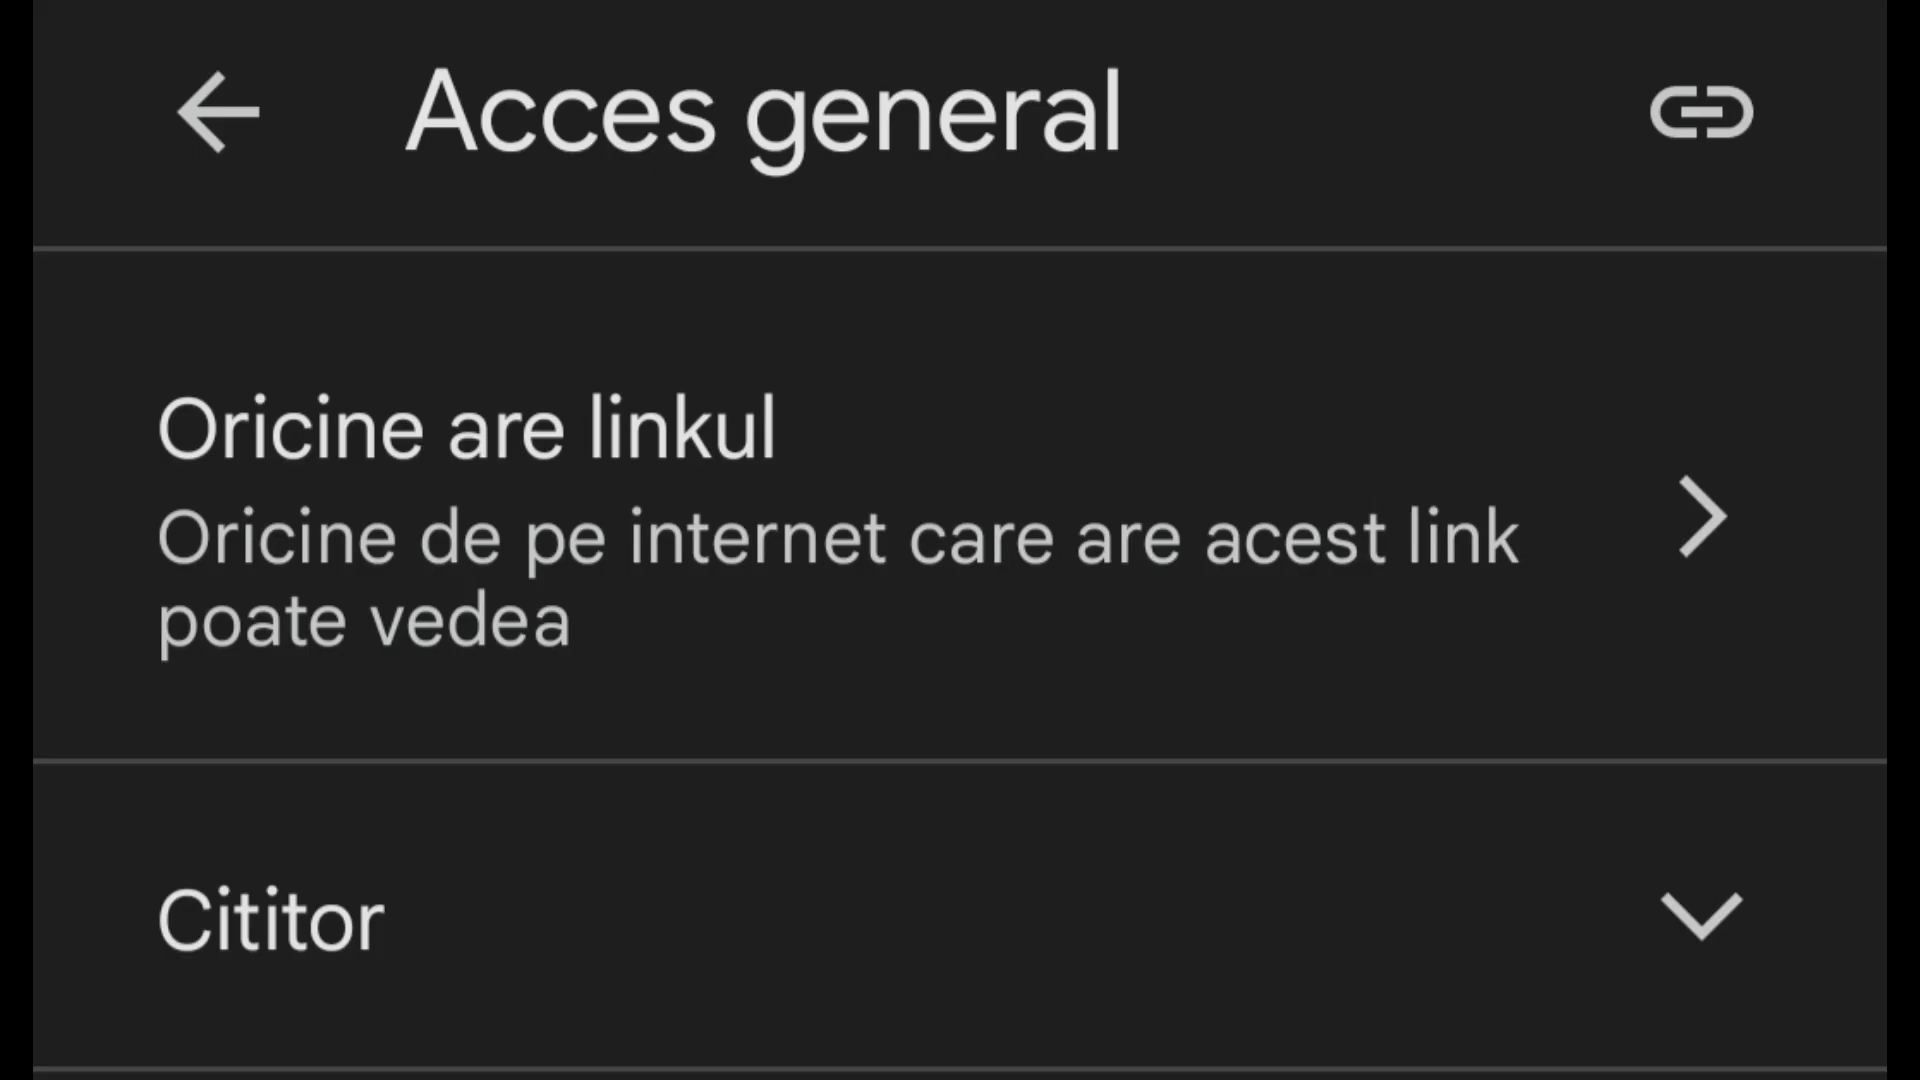 Acces general
Oricine are linkul
Oricine de pe internet care are acest link
poate vedea
Cititor